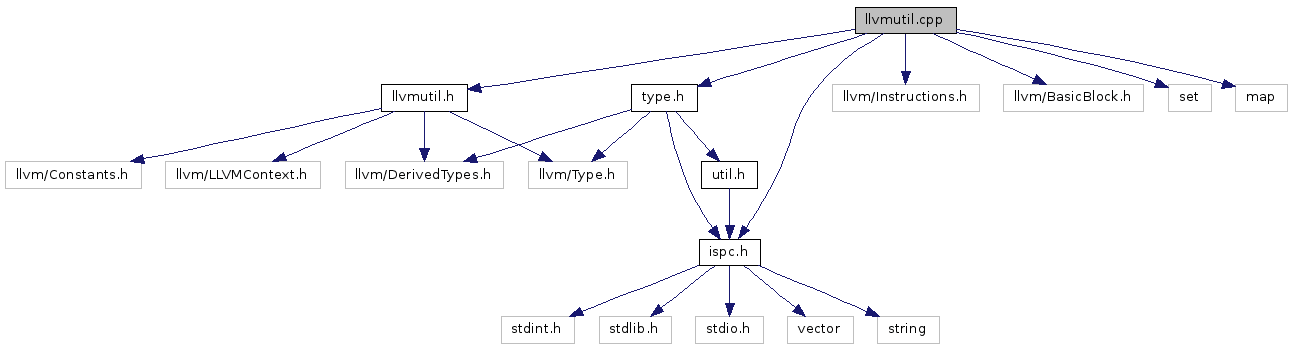 llvmutil.cpp
llvmutil.h
type.h
llvm/Instructions.h
llvm/BasicBlock.h
set
map
llvm/Constants.h
llvm/LLVMContext.h
llvm/DerivedTypes.h
llvm/Type.h
util.h
ispc.h
stdint.h
stdlib.h
stdio.h
vector
string